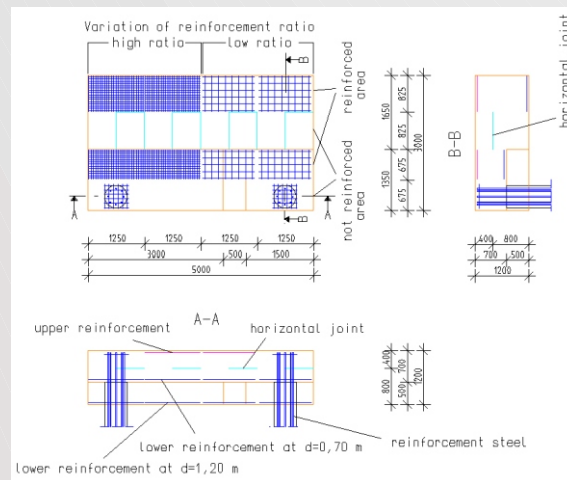 Variation of reinforcement ratio
high ratio
low ratio
B
reinforced
area
not reinforced
area
A
A
B
1250
1250
1250
1250
3000
500
1500
5000
1650
1350
825
825
675
675
3000
B-B
horizontal joint
400
800
700
500
1200
A-A
upper reinforcement
horizontal joint
400
800
700
500
1200
lower reinforcement at d=0,70 m
reinforcement steel
lower reinforcement at d=1,20 m